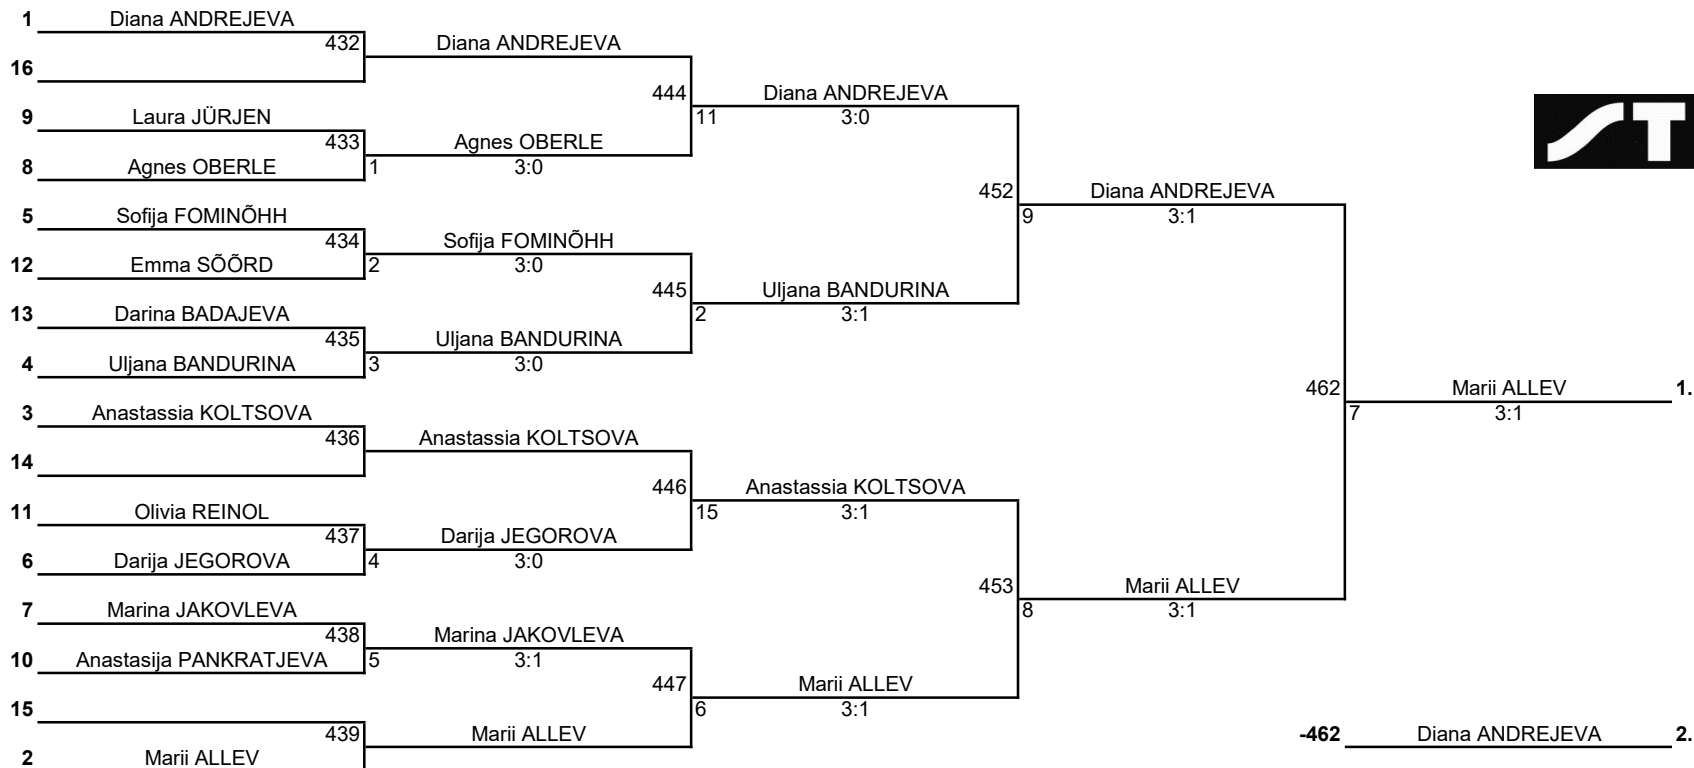 1 Diana ANDREJEVA
432 Diana ANDREJEVA
16
444 Diana ANDREJEVA
9 Laura JÜRJEN 11 3:0
433 Agnes OBERLE
8 Agnes OBERLE 1 3:0
452 Diana ANDREJEVA
5 Sofija FOMINÕHH 9 3:1
434 Sofija FOMINÕHH
12 Emma SÕÕRD 2 3:0
445 Uljana BANDURINA
13 Darina BADAJEVA 2 3:1
435 Uljana BANDURINA
4 Uljana BANDURINA 3 3:0
462 Marii ALLEV 1.
3 Anastassia KOLTSOVA 7 3:1
436 Anastassia KOLTSOVA
14
446 Anastassia KOLTSOVA
11 Olivia REINOL 15 3:1
437 Darija JEGOROVA
6 Darija JEGOROVA 4 3:0
453 Marii ALLEV
7 Marina JAKOVLEVA 8 3:1
438 Marina JAKOVLEVA
10 Anastasija PANKRATJEVA 5 3:1
447 Marii ALLEV
15 6 3:1
439 Marii ALLEV -462 Diana ANDREJEVA 2.
2 Marii ALLEV
ST